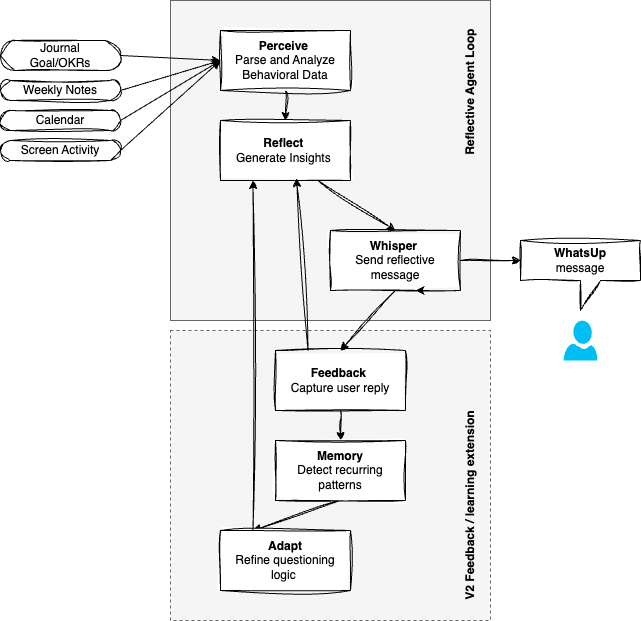 Journal
Goal/OKRs
Weekly Notes
Calendar
Screen Activity
Perceive
Parse and Analyze
Behavioral Data
Reflect
Generate Insights
Reflective Agent Loop
Whisper
Send reflective
message
WhatsUp
message
Feedback
Capture user reply
Memory
Detect recurring
patterns
Adapt
Refine questioning
logic
V2 Feedback / learning extension